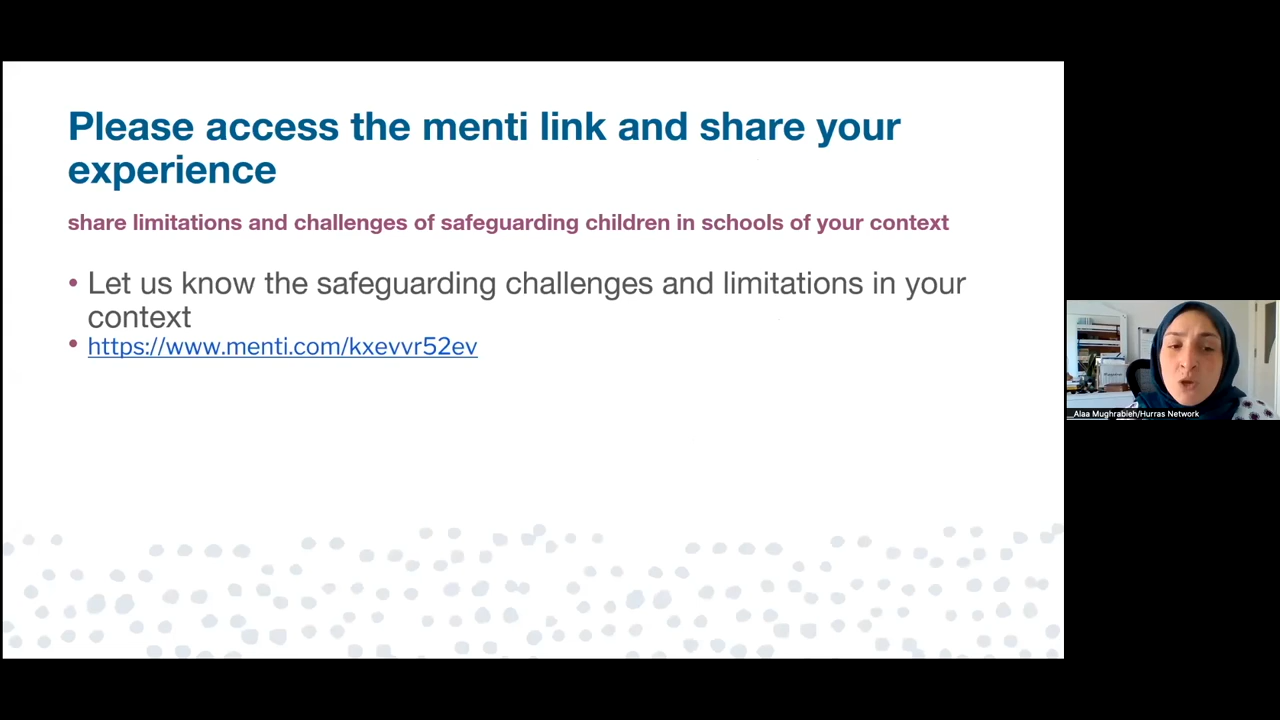 Please access the menti link and share your
experience
share limitations and challenges of safeguarding children in schools of your context
• Let us know the safeguarding challenges and limitations in your
context
• https://www.menti.com/kxevvr52ev
Alaa Mughrabieh/Hurras Network